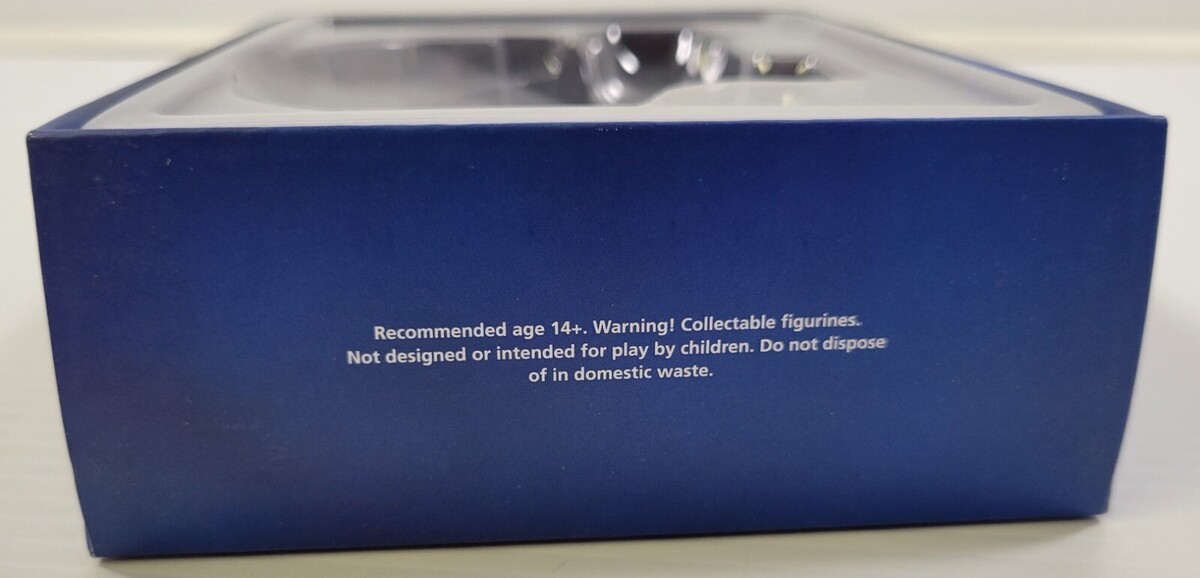 Recommended age 14+. Warning! Collectable figurines.
Not designed or intended for play by children. Do not dispose
of in domestic waste.